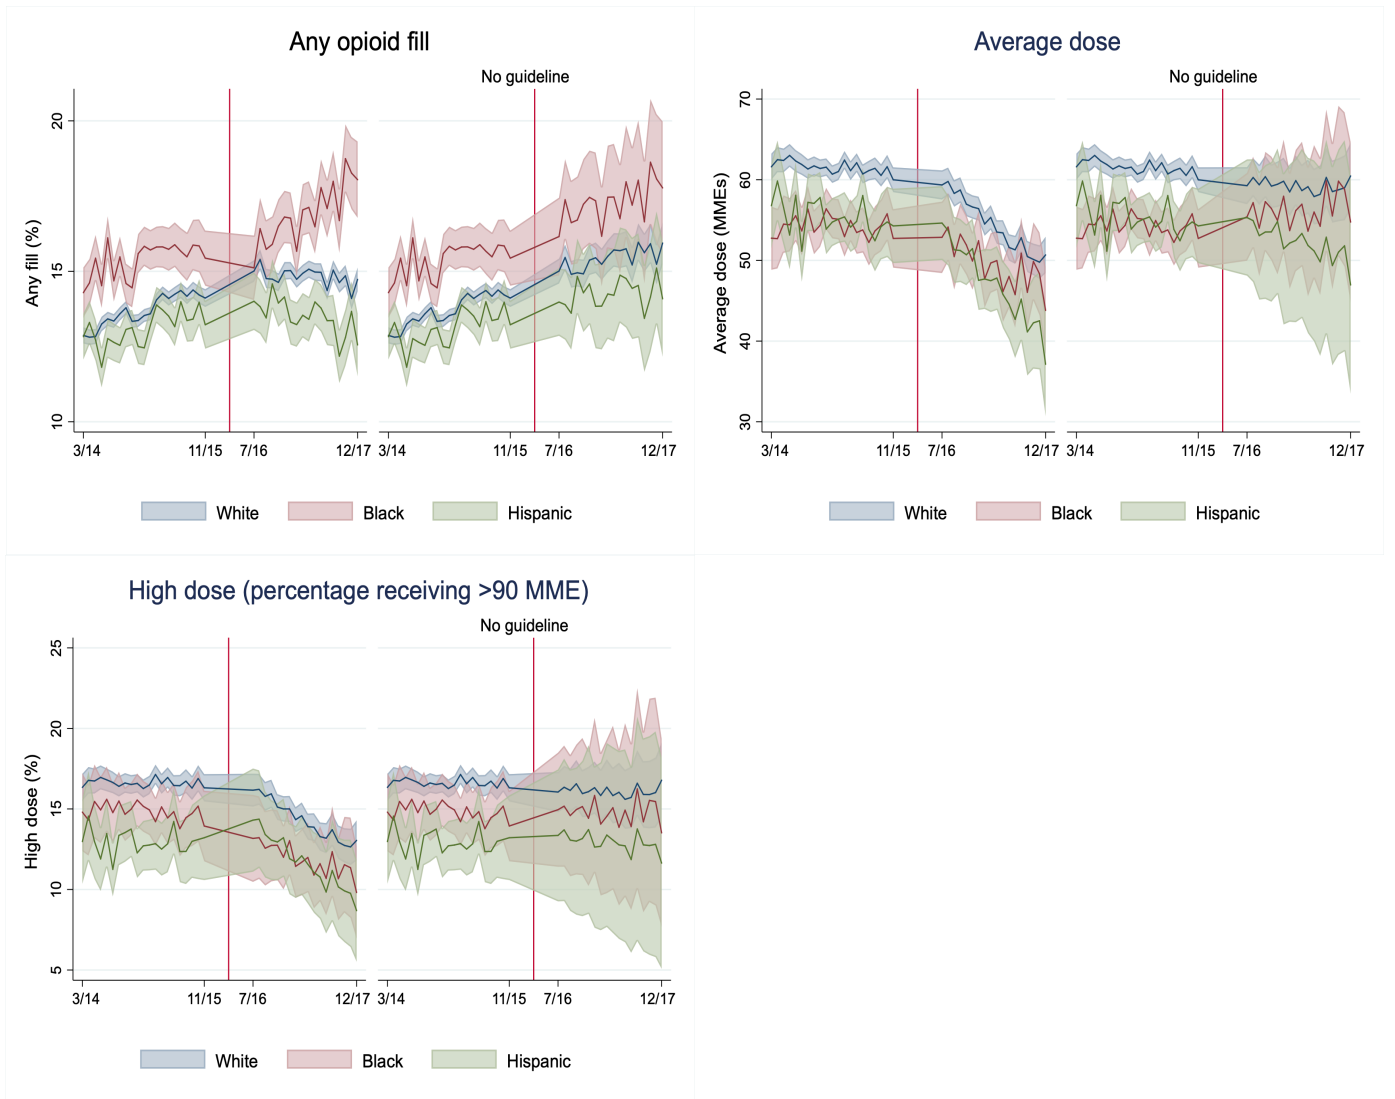 Any opioid fill
No guideline
Any fill (%)
20
15
10
3/14 11/15 7/16 12/17 3/14 11/15 7/16 12/17
White Black Hispanic
Average dose
No guideline
Average dose (MMEs)
70
60
50
40
30
3/14 11/15 7/16 12/17 3/14 11/15 7/16 12/17
White Black Hispanic
High dose (percentage receiving >90 MME)
No guideline
High dose (%)
25
20
15
10
5
3/14 11/15 7/16 12/17 3/14 11/15 7/16 12/17
White Black Hispanic